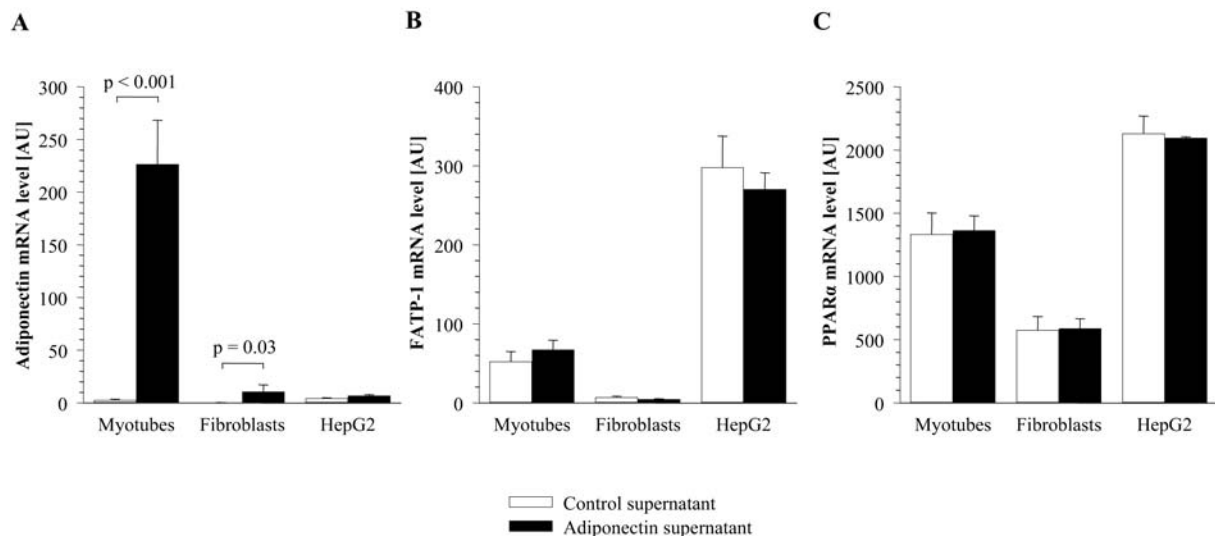 A
B
C
Adiponectin mRNA level [AU]
300
250
200
150
100
50
0
p < 0.001
p = 0.03
Myotubes
Fibroblasts
HepG2
FATP-1 mRNA level [AU]
400
300
200
100
0
Myotubes
Fibroblasts
HepG2
PPARα mRNA level [AU]
2500
2000
1500
1000
500
0
Myotubes
Fibroblasts
HepG2
Control supernatant
Adiponectin supernatant